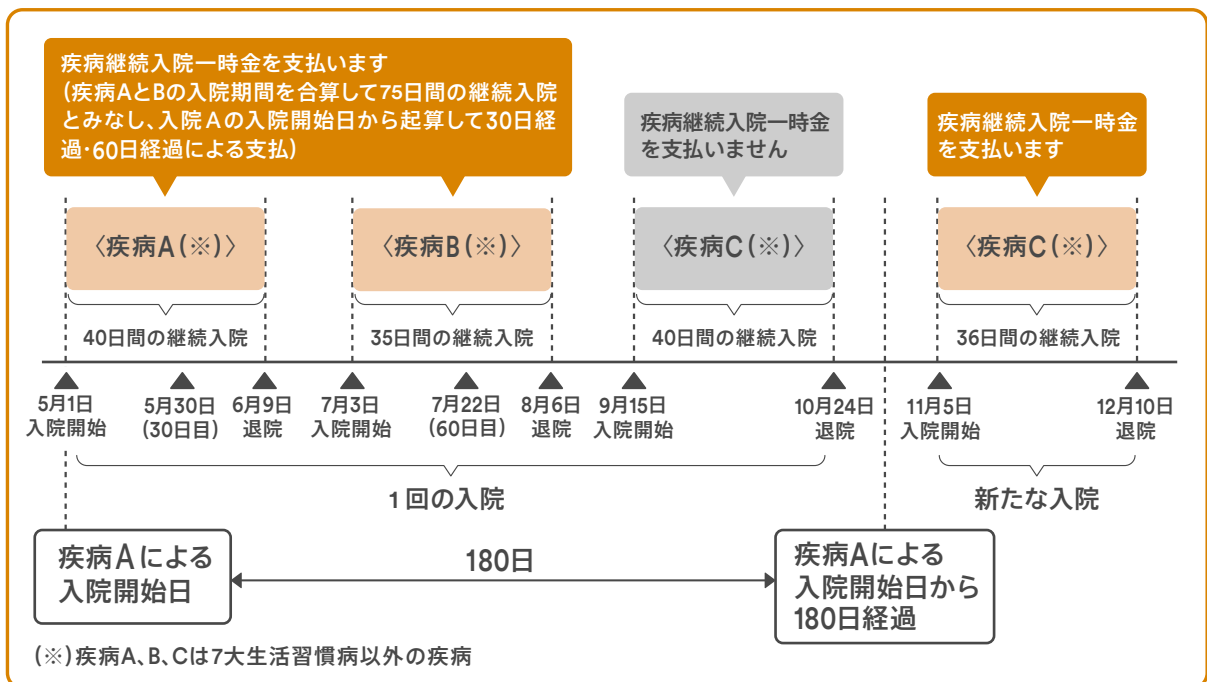 疾病継続入院一時金を支払います
(疾病AとBの入院期間を合算して75日間の継続入院
とみなし、入院Aの入院開始日から起算して30日経
過・60日経過による支払)
疾病継続入院一時金
を支払いません
疾病継続入院一時金
を支払います
〈疾病A(※)〉
〈疾病B(※)〉
〈疾病C(※)〉
〈疾病C(※)〉
40日間の継続入院
35日間の継続入院
40日間の継続入院
36日間の継続入院
5月1日
入院開始
5月30日
(30日目)
6月9日
退院
7月3日
入院開始
7月22日
(60日目)
8月6日
退院
9月15日
入院開始
10月24日
退院
11月5日
入院開始
12月10日
退院
1回の入院
新たな入院
疾病Aによる
入院開始日
180日
疾病Aによる
入院開始日から
180日経過
(※)疾病A、B、Cは7大生活習慣病以外の疾病